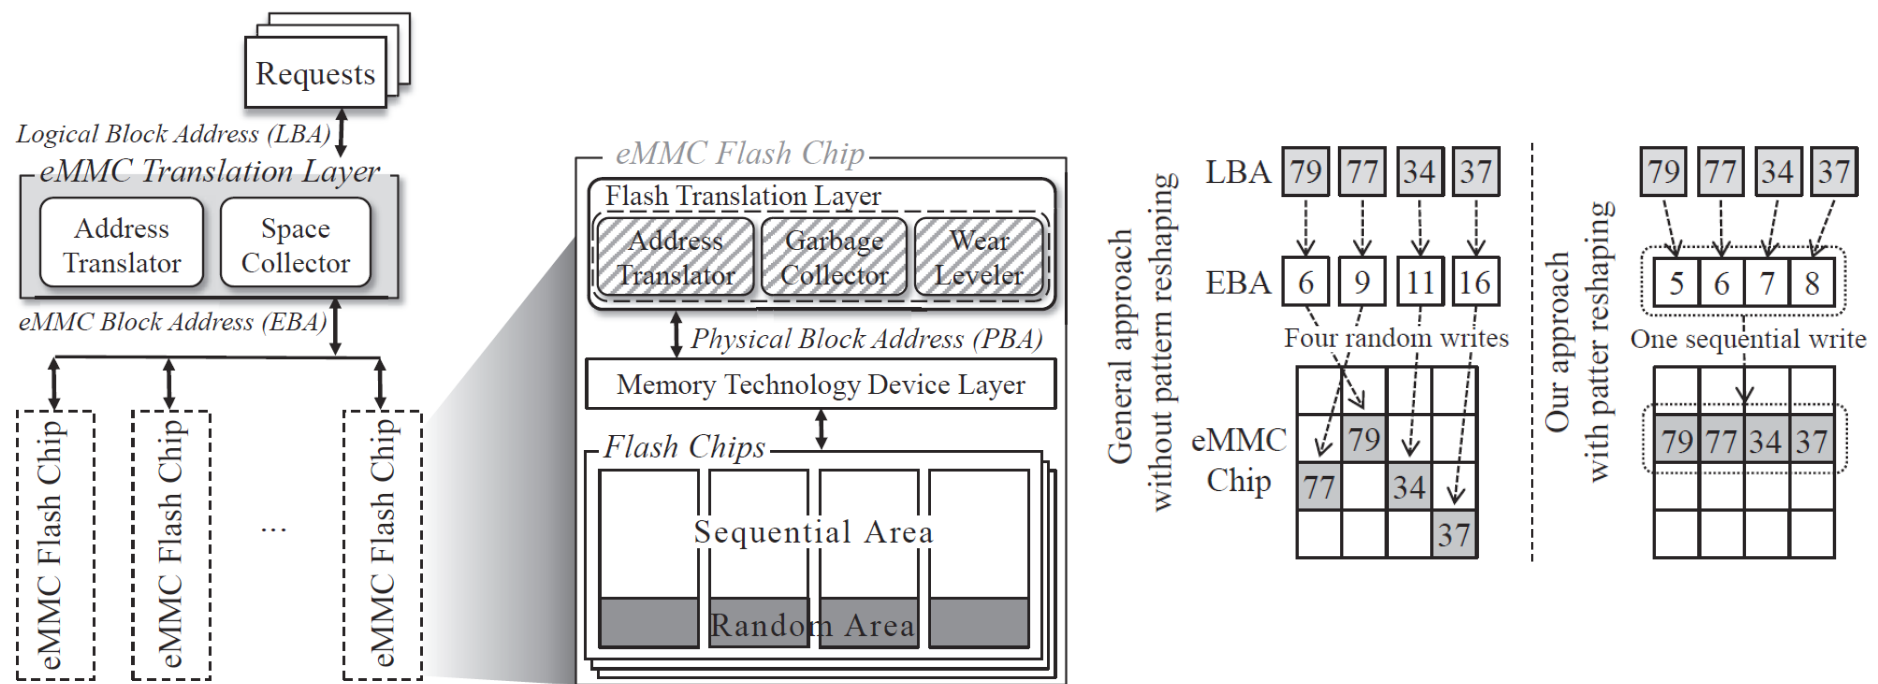 Requests
Logical Block Address (LBA)
eMMC Translation Layer
Address
Translator
Space
Collector
eMMC Block Address (EBA)
eMMC Flash Chip
eMMC Flash Chip
...
eMMC Flash Chip
eMMC Flash Chip
Flash Translation Layer
Address
Translator
Garbage
Collector
Wear
Leveler
Physical Block Address (PBA)
Memory Technology Device Layer
Flash Chips
Sequential Area
Random Area
General approach
without pattern reshaping
LBA 79 77 34 37
EBA 6 9 11 16
Four random writes
eMMC
Chip
79
77 34
37
Our approach
with patter reshaping
79 77 34 37
5 6 7 8
One sequential write
79 77 34 37